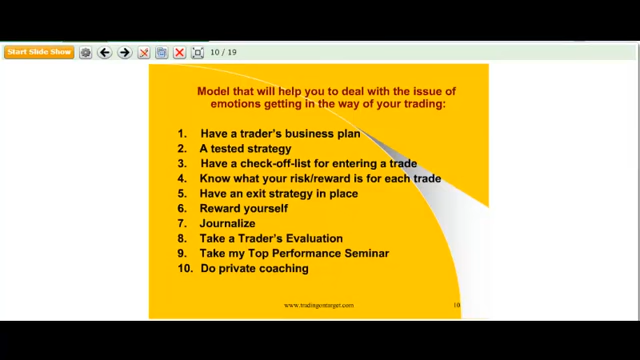 Start Slide Show
10 / 19
Model that will help you to deal with the issue of
emotions getting in the way of your trading:
1. Have a trader's business plan
2. A tested strategy
3. Have a check-off-list for entering a trade
4. Know what your risk/reward is for each trade
5. Have an exit strategy in place
6. Reward yourself
7. Journalize
8. Take a Trader's Evaluation
9. Take my Top Performance Seminar
10. Do private coaching
www.tradingontarget.com 10